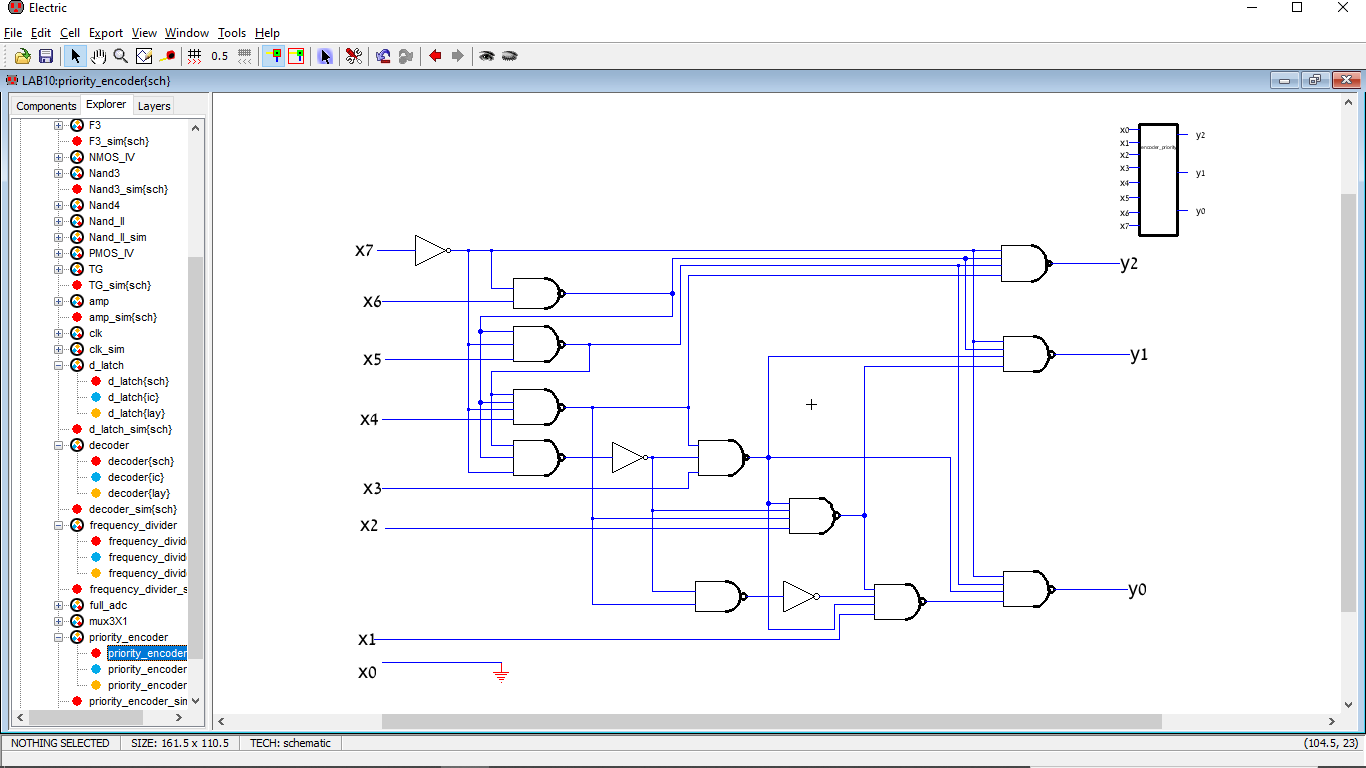 Electric
File Edit Cell Export View Window Tools Help
0.5
LAB10:priority_encoder{sch}
Components Explorer Layers
F3
F3_sim{sch}
NMOS_IV
Nand3
Nand3_sim{sch}
Nand4
Nand_II
Nand_II_sim
PMOS_IV
TG
TG_sim{sch}
amp
amp_sim{sch}
clk
clk_sim
d_latch
d_latch{sch}
d_latch{ic}
d_latch{lay}
d_latch_sim{sch}
decoder
decoder{sch}
decoder{ic}
decoder{lay}
decoder_sim{sch}
frequency_divider
frequency_divid
frequency_divid
frequency_divid
frequency_divider_s
full_adc
mux3X1
priority_encoder
priority_encoder
priority_encoder
priority_encoder
priority_encoder_sim
x0
x1
x2
x3
x4
x5
x6
x7
encoder_priority
y2
y1
y0
X7
X6
X5
X4
X3
X2
X1
X0
y2
y1
y0
NOTHING SELECTED SIZE: 161.5 x 110.5 TECH: schematic (104.5, 23)